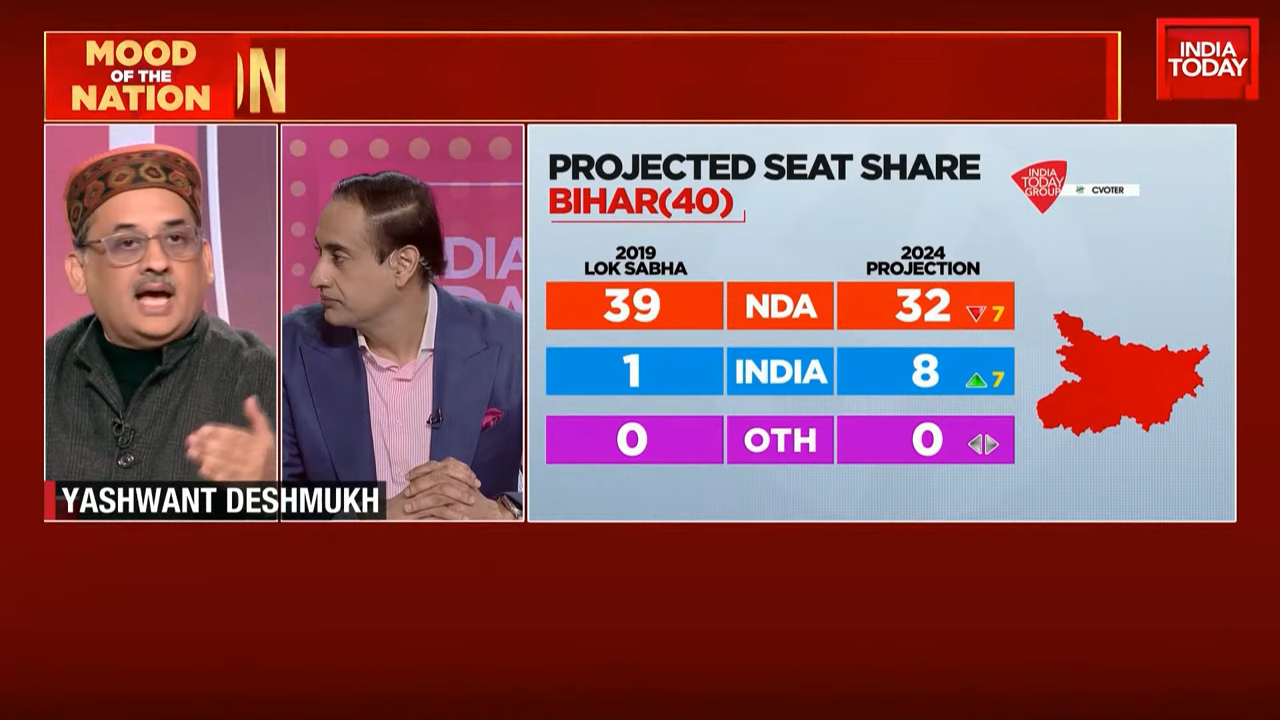 MOOD
OF THE
NATION
N
INDIA
TODAY
PROJECTED SEAT SHARE
BIHAR(40)
INDIA
TODAY
GROUP
CVOTER
2019
LOK SABHA
2024
PROJECTION
39 NDA 32 7
1 INDIA 8 7
0 OTH 0
YASHWANT DESHMUKH